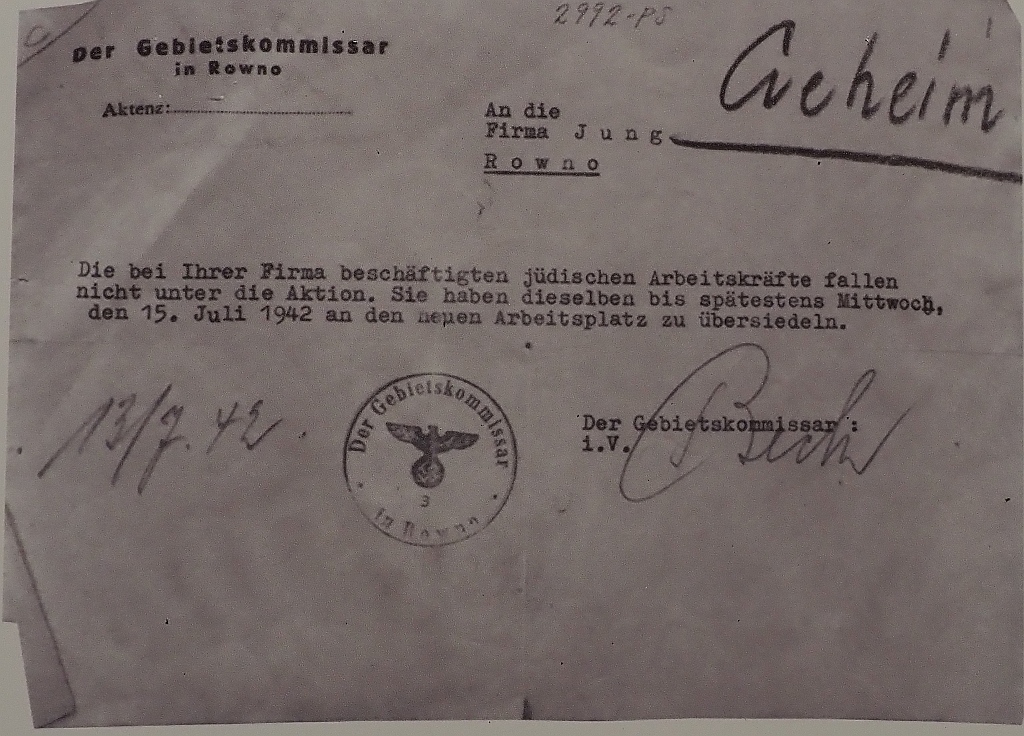 2992-PS
Geheim
Der Gebietskommissar
in Rowno
Aktenz:
An die
Firma Jung
Rowno
Die bei Ihrer Firma beschäftigten jüdischen Arbeitskräfte fallen
nicht unter die Aktion. Sie haben dieselben bis spätestens Mittwoch,
den 15. Juli 1942 an den neuen Arbeitsplatz zu übersiedeln.
13/7. 42
Der Gebietskommissar
3
in Rowno
Der Gebietskommissar:
i.V. Beck